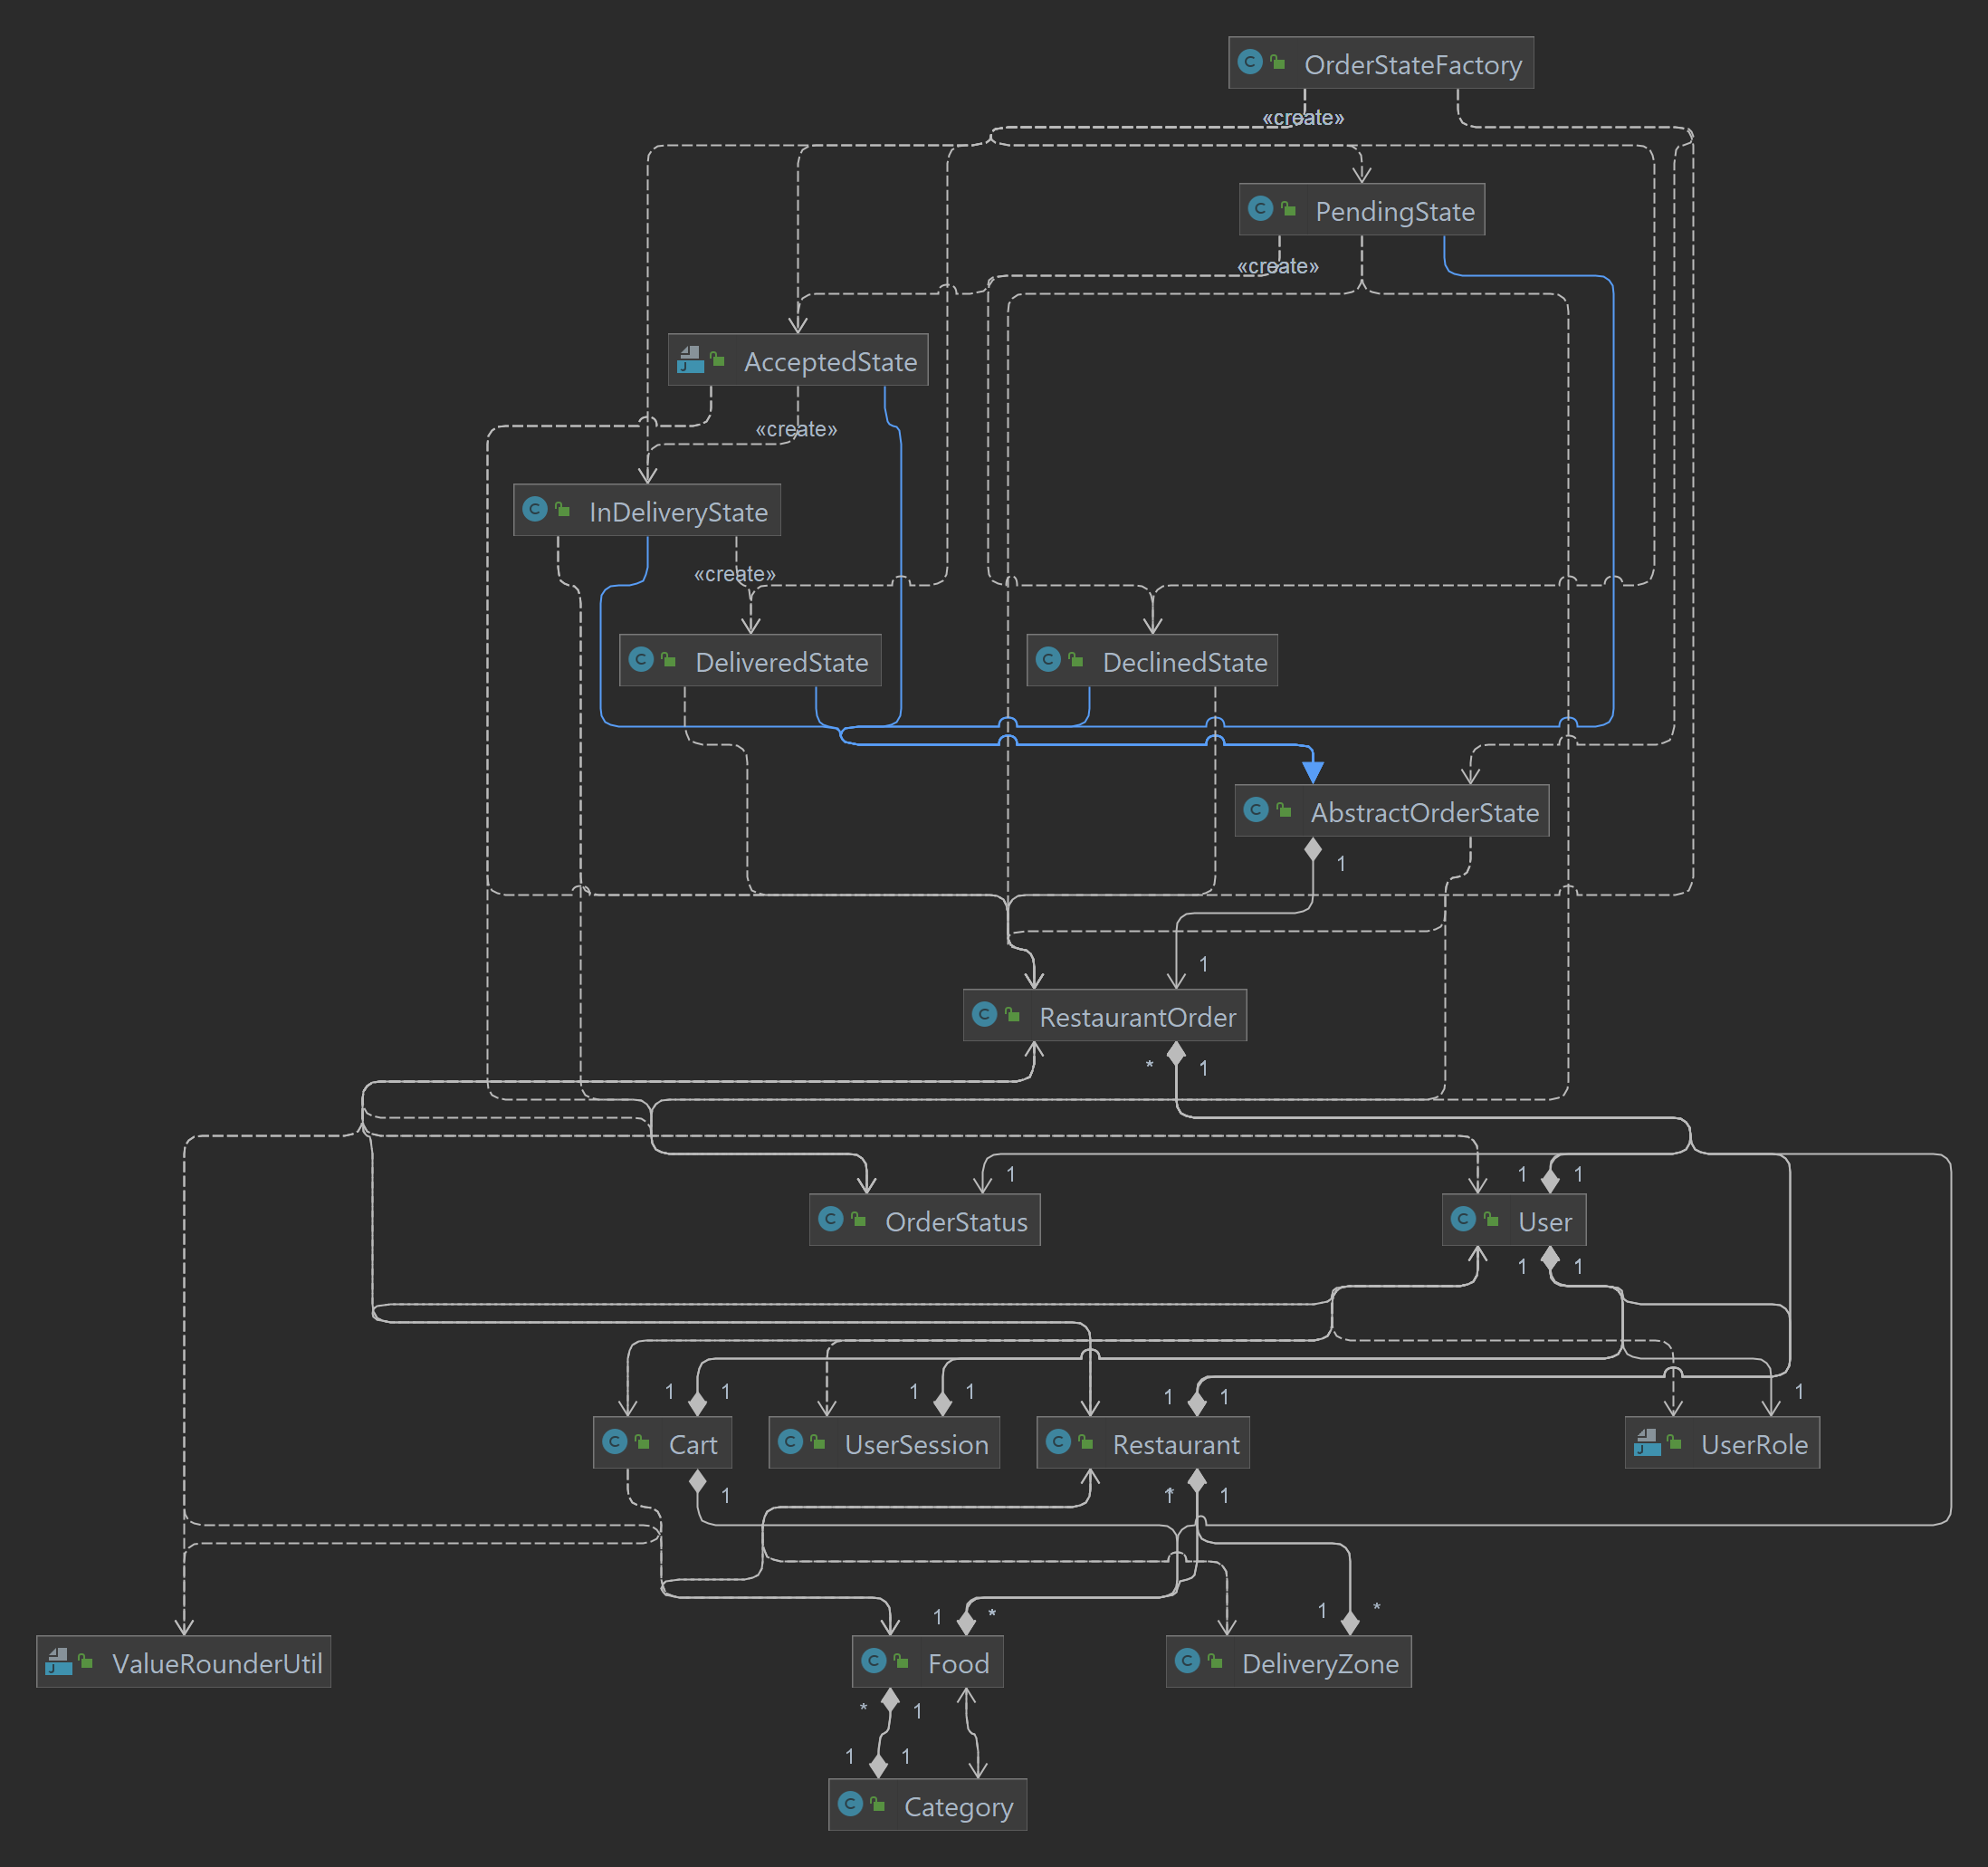 OrderStateFactory
«create»
PendingState
«create»
AcceptedState
«create»
InDeliveryState
«create»
DeliveredState
DeclinedState
AbstractOrderState
1
1
RestaurantOrder
* 1
1
1 1
OrderStatus
User
1 1
1 1
1 1
1 1
1
Cart
UserSession
Restaurant
UserRole
1
1* 1
1 *
1 *
ValueRounderUtil
Food
DeliveryZone
* 1
1 1
Category